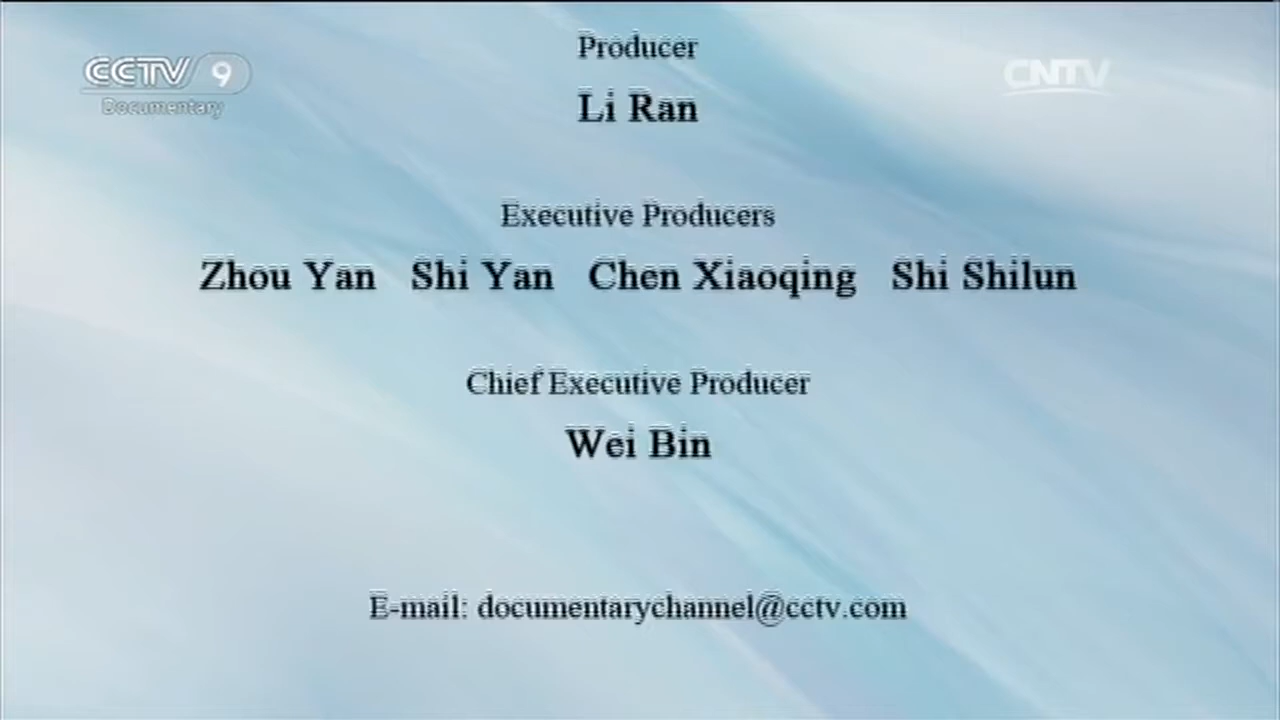 Producer
CCTV 9
CNTV
Documentary
Li Ran
Executive Producers
Zhou Yan Shi Yan Chen Xiaoqing Shi Shilun
Chief Executive Producer
Wei Bin
E-mail: documentarychannel@cctv.com